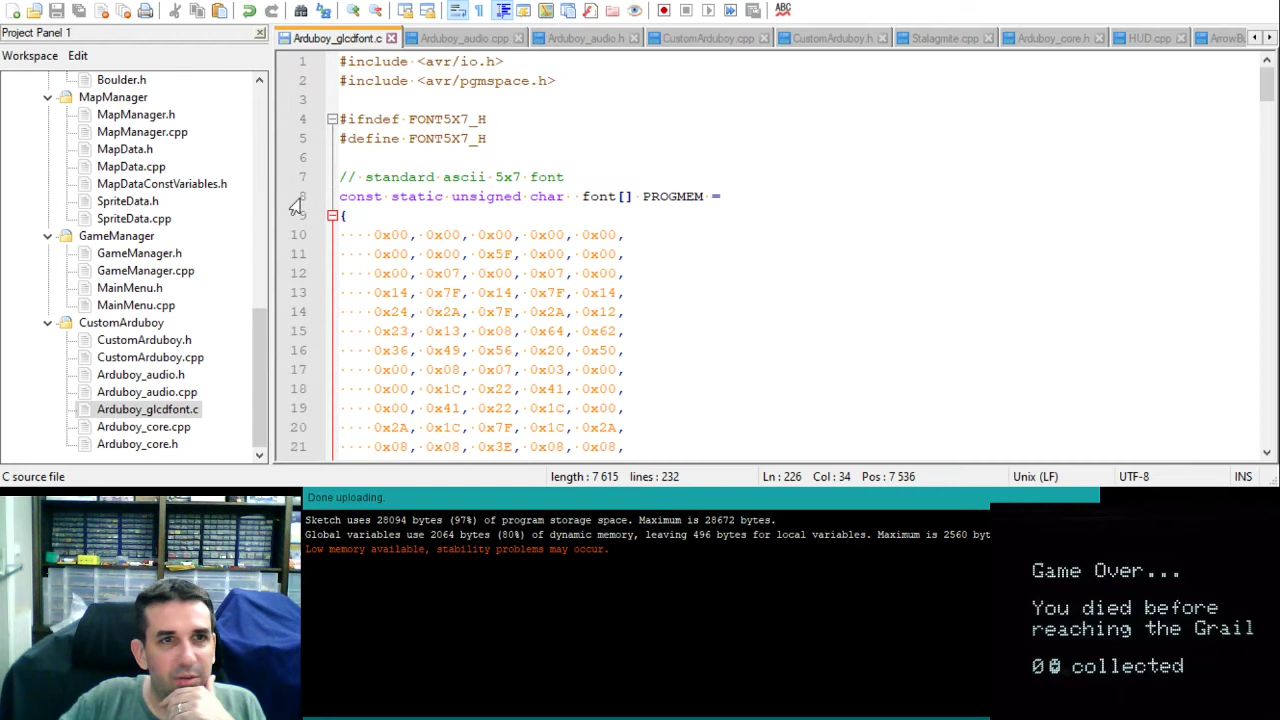 Project Panel 1
Workspace Edit
Boulder.h
MapManager
MapManager.h
MapManager.cpp
MapData.h
MapData.cpp
MapDataConstVariables.h
SpriteData.h
SpriteData.cpp
GameManager
GameManager.h
GameManager.cpp
MainMenu.h
MainMenu.cpp
CustomArduboy
CustomArduboy.h
CustomArduboy.cpp
Arduboy_audio.h
Arduboy_audio.cpp
Arduboy_glcdfont.c
Arduboy_core.cpp
Arduboy_core.h
ABC
Arduboy_glcdfont.c Arduboy_audio.cpp Arduboy_audio.h CustomArduboy.cpp CustomArduboy.h Stalagmite.cpp Arduboy_core.h HUD.cpp ArrowBu
1 #include <avr/io.h>
2 #include <avr/pgmspace.h>
3
4 #ifndef FONT5X7_H
5 #define FONT5X7_H
6
7 // standard ascii 5x7 font
8 const static unsigned char font[] PROGMEM =
9 {
10 0x00, 0x00, 0x00, 0x00, 0x00,
11 0x00, 0x00, 0x5F, 0x00, 0x00,
12 0x00, 0x07, 0x00, 0x07, 0x00,
13 0x14, 0x7F, 0x14, 0x7F, 0x14,
14 0x24, 0x2A, 0x7F, 0x2A, 0x12,
15 0x23, 0x13, 0x08, 0x64, 0x62,
16 0x36, 0x49, 0x56, 0x20, 0x50,
17 0x00, 0x08, 0x07, 0x03, 0x00,
18 0x00, 0x1C, 0x22, 0x41, 0x00,
19 0x00, 0x41, 0x22, 0x1C, 0x00,
20 0x2A, 0x1C, 0x7F, 0x1C, 0x2A,
21 0x08, 0x08, 0x3E, 0x08, 0x08,
C source file length : 7 615 lines : 232 Ln : 226 Col : 34 Pos : 7 536 Unix (LF) UTF-8 INS
Done uploading.
Sketch uses 28094 bytes (97%) of program storage space. Maximum is 28672 bytes.
Global variables use 2064 bytes (80%) of dynamic memory, leaving 496 bytes for local variables. Maximum is 2560 byt
Low memory available, stability problems may occur.
Game Over...
You died before
reaching the Grail
collected